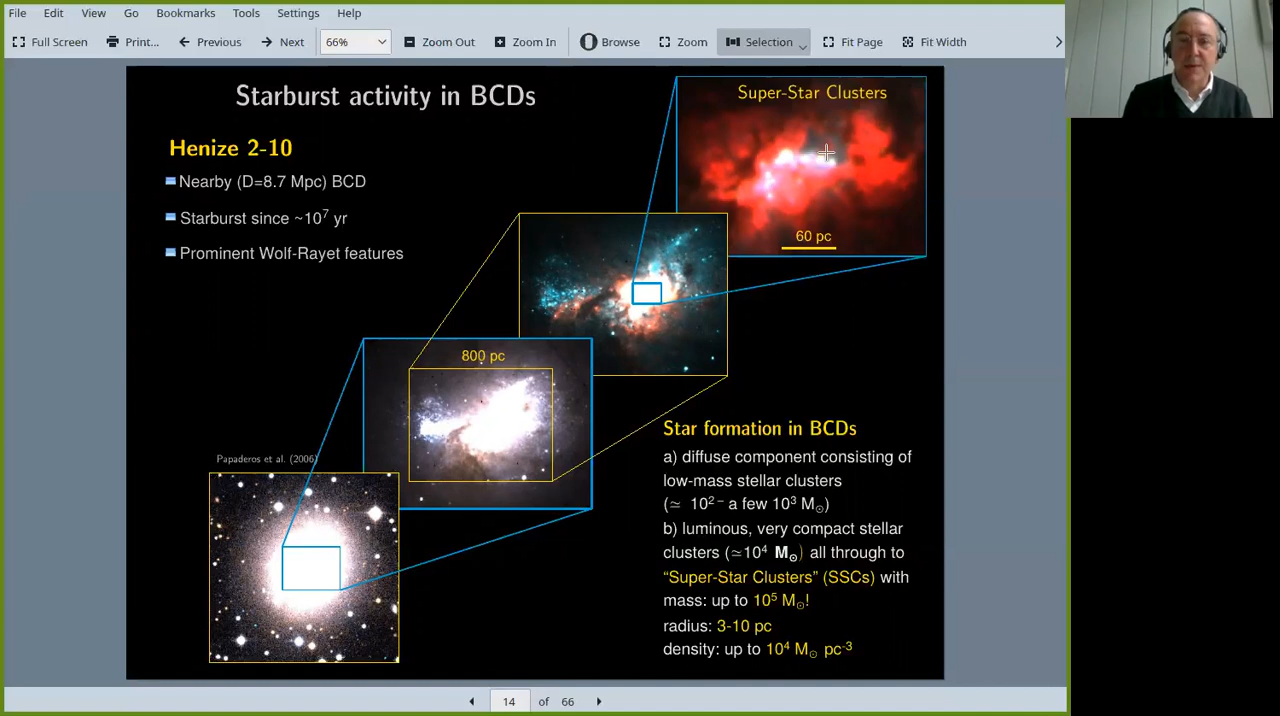 File Edit View Go Bookmarks Tools Settings Help
Full Screen Print... Previous Next 66% Zoom Out Zoom In Browse Zoom Selection Fit Page Fit Width
Starburst activity in BCDs
Super-Star Clusters
Henize 2-10
Nearby (D=8.7 Mpc) BCD
Starburst since ~10⁷ yr
Prominent Wolf-Rayet features
60 pc
800 pc
Papaderos et al. (2006)
Star formation in BCDs
a) diffuse component consisting of
low-mass stellar clusters
(≃ 10²⁻ a few 10³ M☉)
b) luminous, very compact stellar
clusters (≃10⁴ M☉) all through to
“Super-Star Clusters” (SSCs) with
mass: up to 10⁵ M☉!
radius: 3-10 pc
density: up to 10⁴ M☉ pc⁻³
14 of 66